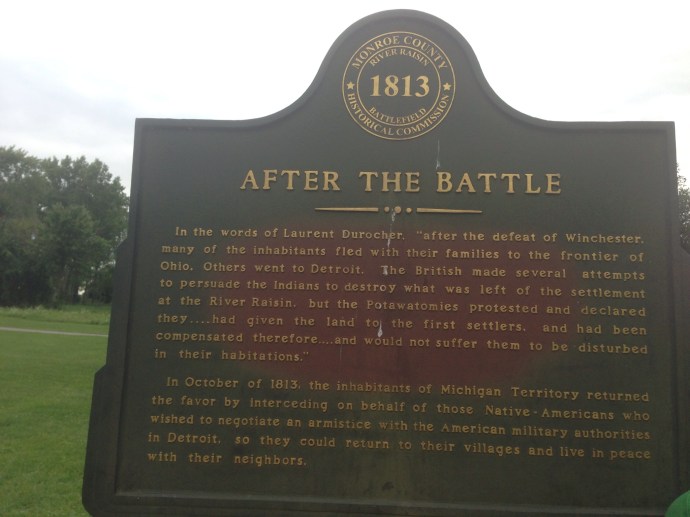 MONROE COUNTY
RIVER RAISIN
1813
BATTLEFIELD
HISTORICAL COMMISSION
AFTER THE BATTLE
In the words of Laurent Durocher, "after the defeat of Winchester,
many of the inhabitants fled with their families to the frontier of
Ohio. Others went to Detroit. The British made several attempts
to persuade the Indians to destroy what was left of the settlement
at the River Raisin, but the Potawatomies protested and declared
they....had given the land to the first settlers, and had been
compensated therefore....and would not suffer them to be disturbed
in their habitations."
In October of 1813, the inhabitants of Michigan Territory returned
the favor by interceding on behalf of those Native-Americans who
wished to negotiate an armistice with the American military authorities
in Detroit, so they could return to their villages and live in peace
with their neighbors.